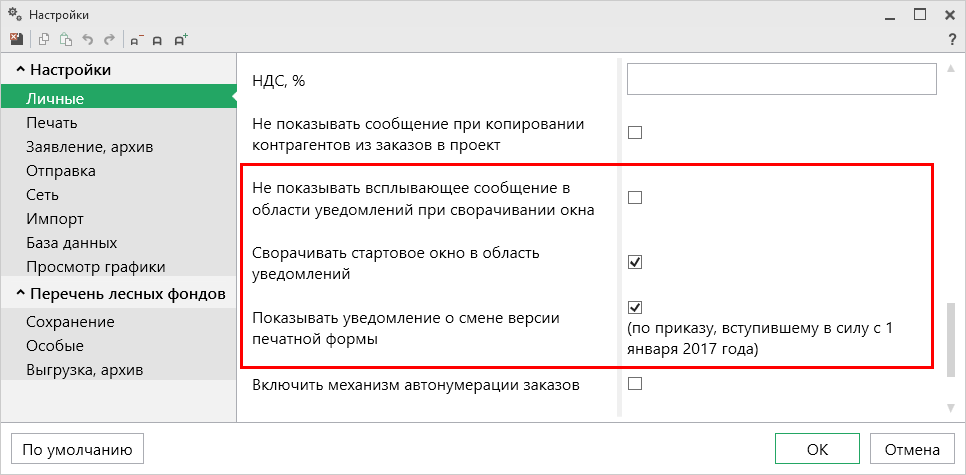 Настройки
?
Настройки
Личные
Печать
Заявление, архив
Отправка
Сеть
Импорт
База данных
Просмотр графики
Перечень лесных фондов
Сохранение
Особые
Выгрузка, архив
НДС, %
Не показывать сообщение при копировании
контрагентов из заказов в проект
Не показывать всплывающее сообщение в
области уведомлений при сворачивании окна
Сворачивать стартовое окно в область
уведомлений
Показывать уведомление о смене версии
печатной формы
(по приказу, вступившему в силу с 1
января 2017 года)
Включить механизм автонумерации заказов
По умолчанию
ОК
Отмена